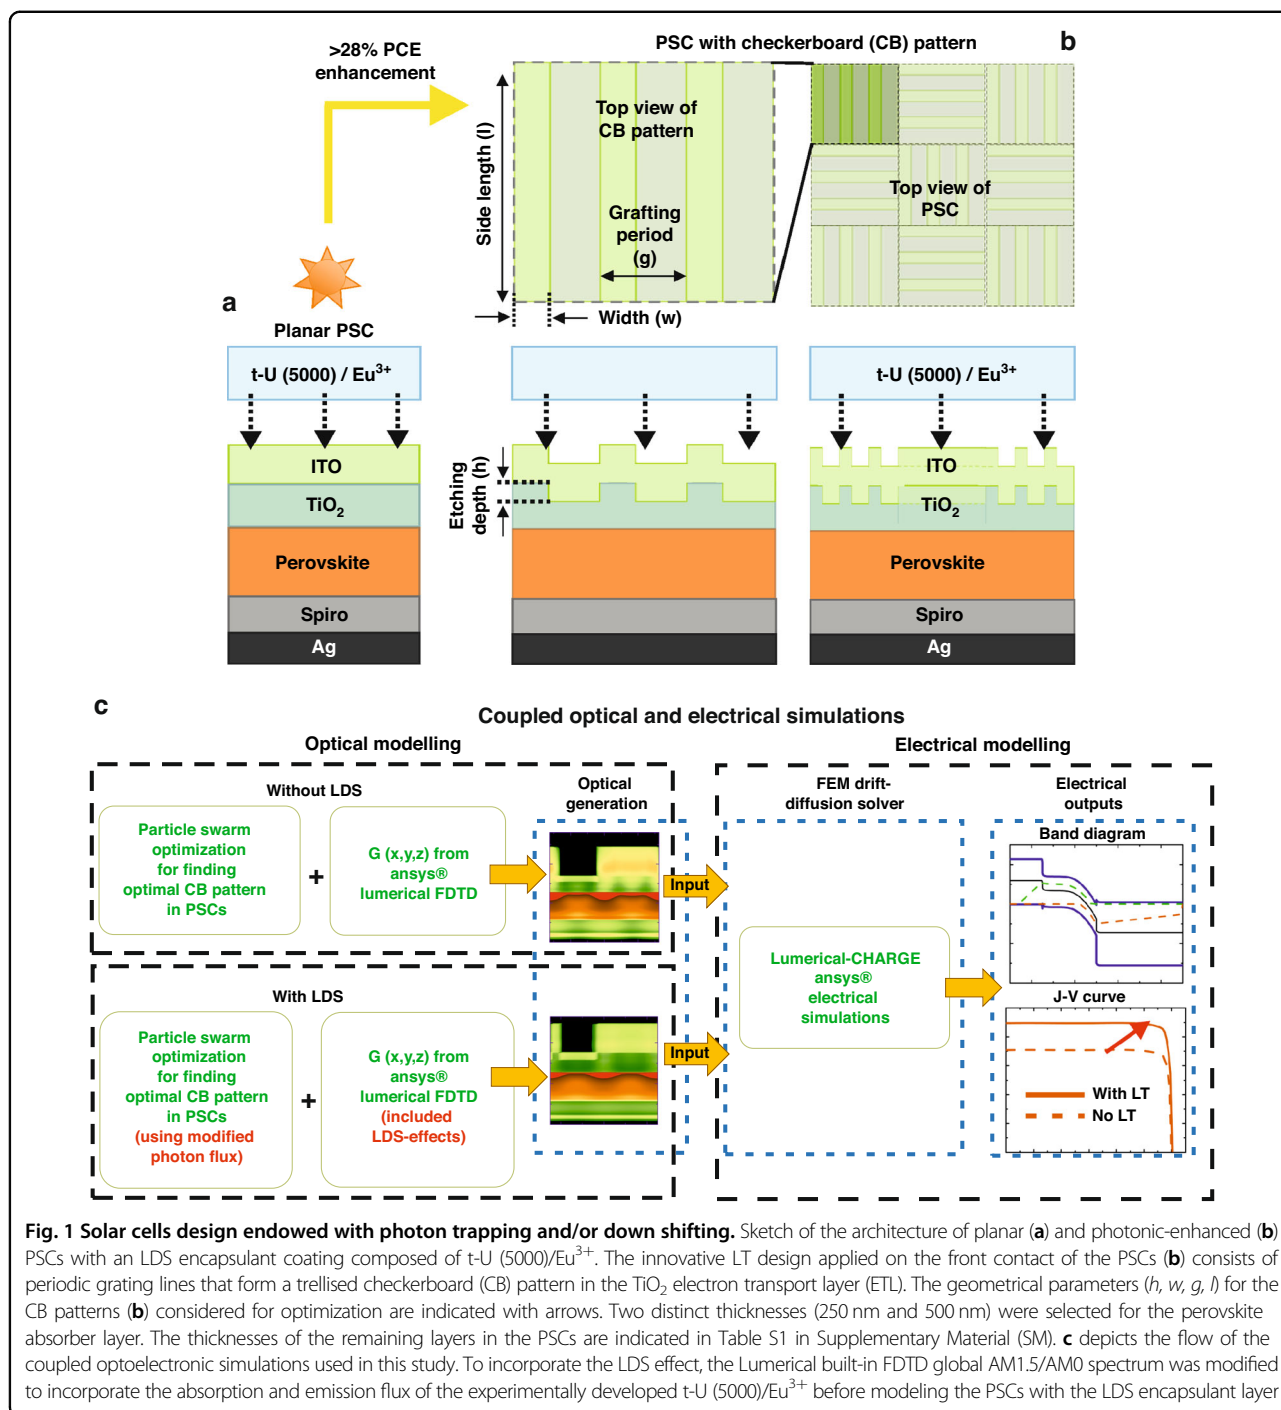 >28% PCE
enhancement
PSC with checkerboard (CB) pattern
b
Side length (l)
Top view of
CB pattern
Grafting
period
(g)
Width (w)
Top view of
PSC
a
Planar PSC
t-U (5000) / Eu³⁺
t-U (5000) / Eu³⁺
ITO
TiO₂
Perovskite
Spiro
Ag
Etching
depth (h)
ITO
TiO₂
Perovskite
Spiro
Ag
c
Coupled optical and electrical simulations
Optical modelling
Electrical modelling
Without LDS
Particle swarm
optimization
for finding
optimal CB pattern
in PSCs
+
G (x,y,z) from
ansys®
lumerical FDTD
Optical
generation
Input
With LDS
Particle swarm
optimization
for finding
optimal CB pattern
in PSCs
(using modified
photon flux)
+
G (x,y,z) from
ansys®
lumerical FDTD
(included
LDS-effects)
Input
FEM drift-
diffusion solver
Lumerical-CHARGE
ansys®
electrical
simulations
Electrical
outputs
Band diagram
J-V curve
With LT
No LT
Fig. 1 Solar cells design endowed with photon trapping and/or down shifting. Sketch of the architecture of planar (a) and photonic-enhanced (b)
PSCs with an LDS encapsulant coating composed of t-U (5000)/Eu³⁺. The innovative LT design applied on the front contact of the PSCs (b) consists of
periodic grating lines that form a trellised checkerboard (CB) pattern in the TiO₂ electron transport layer (ETL). The geometrical parameters (h, w, g, l) for the
CB patterns (b) considered for optimization are indicated with arrows. Two distinct thicknesses (250 nm and 500 nm) were selected for the perovskite
absorber layer. The thicknesses of the remaining layers in the PSCs are indicated in Table S1 in Supplementary Material (SM). c depicts the flow of the
coupled optoelectronic simulations used in this study. To incorporate the LDS effect, the Lumerical built-in FDTD global AM1.5/AM0 spectrum was modified
to incorporate the absorption and emission flux of the experimentally developed t-U (5000)/Eu³⁺ before modeling the PSCs with the LDS encapsulant layer